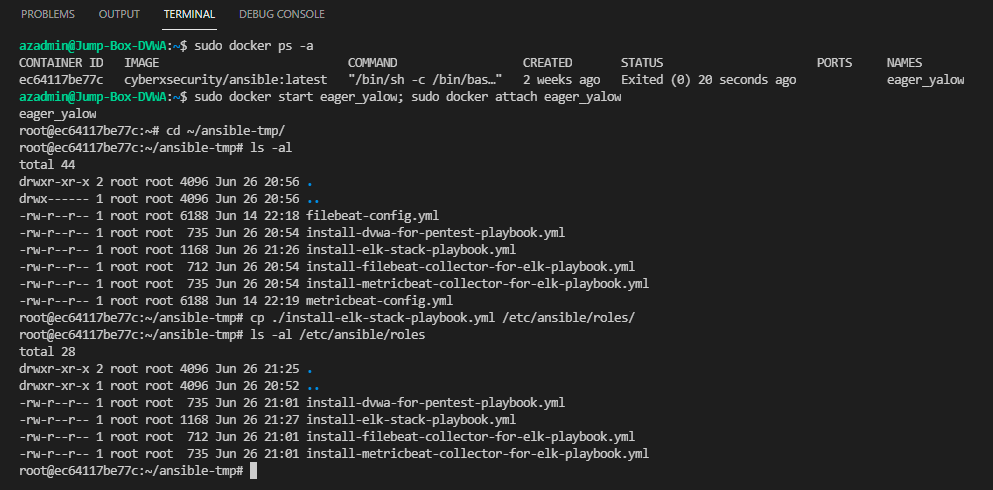 PROBLEMS OUTPUT TERMINAL DEBUG CONSOLE
azadmin@Jump-Box-DVWA:~$ sudo docker ps -a
CONTAINER ID IMAGE COMMAND CREATED STATUS PORTS NAMES
ec64117be77c cyberxsecurity/ansible:latest "/bin/sh -c /bin/bas…" 2 weeks ago Exited (0) 20 seconds ago eager_yalow
azadmin@Jump-Box-DVWA:~$ sudo docker start eager_yalow; sudo docker attach eager_yalow
eager_yalow
root@ec64117be77c:~# cd ~/ansible-tmp/
root@ec64117be77c:~/ansible-tmp# ls -al
total 44
drwxr-xr-x 2 root root 4096 Jun 26 20:56 .
drwx------ 1 root root 4096 Jun 26 20:56 ..
-rw-r--r-- 1 root root 6188 Jun 14 22:18 filebeat-config.yml
-rw-r--r-- 1 root root 735 Jun 26 20:54 install-dvwa-for-pentest-playbook.yml
-rw-r--r-- 1 root root 1168 Jun 26 21:26 install-elk-stack-playbook.yml
-rw-r--r-- 1 root root 712 Jun 26 20:54 install-filebeat-collector-for-elk-playbook.yml
-rw-r--r-- 1 root root 735 Jun 26 20:54 install-metricbeat-collector-for-elk-playbook.yml
-rw-r--r-- 1 root root 6188 Jun 14 22:19 metricbeat-config.yml
root@ec64117be77c:~/ansible-tmp# cp ./install-elk-stack-playbook.yml /etc/ansible/roles/
root@ec64117be77c:~/ansible-tmp# ls -al /etc/ansible/roles
total 28
drwxr-xr-x 2 root root 4096 Jun 26 21:25 .
drwxr-xr-x 1 root root 4096 Jun 26 20:52 ..
-rw-r--r-- 1 root root 735 Jun 26 21:01 install-dvwa-for-pentest-playbook.yml
-rw-r--r-- 1 root root 1168 Jun 26 21:27 install-elk-stack-playbook.yml
-rw-r--r-- 1 root root 712 Jun 26 21:01 install-filebeat-collector-for-elk-playbook.yml
-rw-r--r-- 1 root root 735 Jun 26 21:01 install-metricbeat-collector-for-elk-playbook.yml
root@ec64117be77c:~/ansible-tmp#